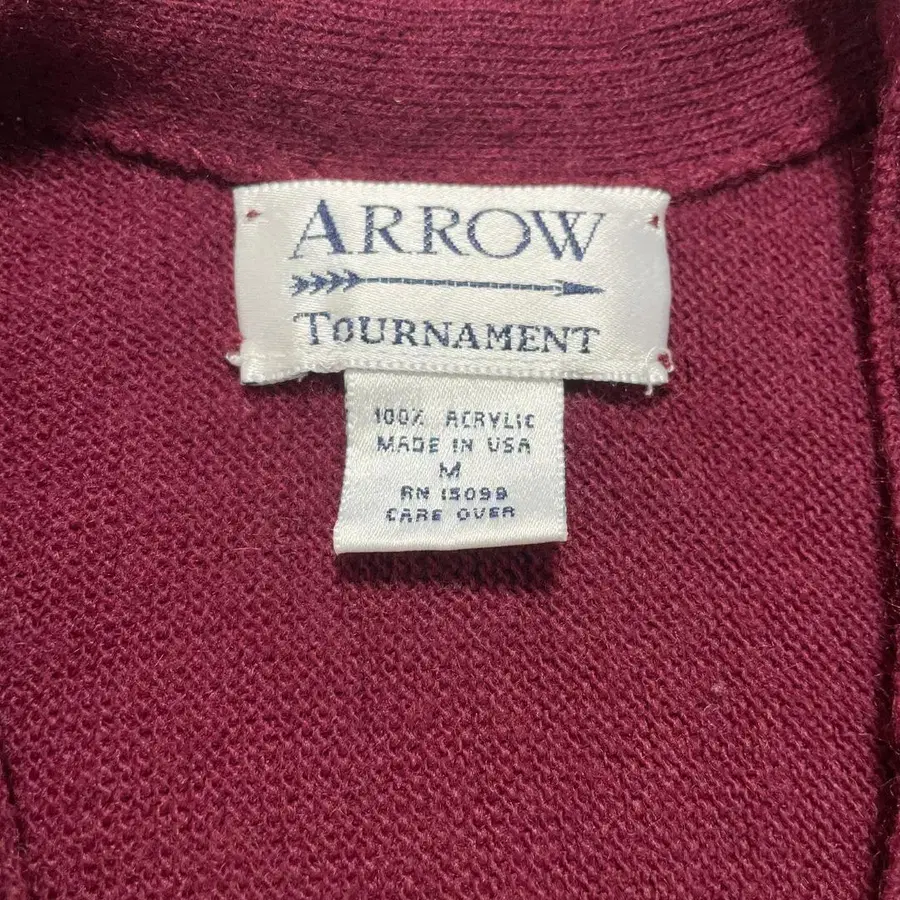 ARROW
TOURNAMENT
100% ACRYLIC
MADE IN USA
M
RN 15099
CARE OVER